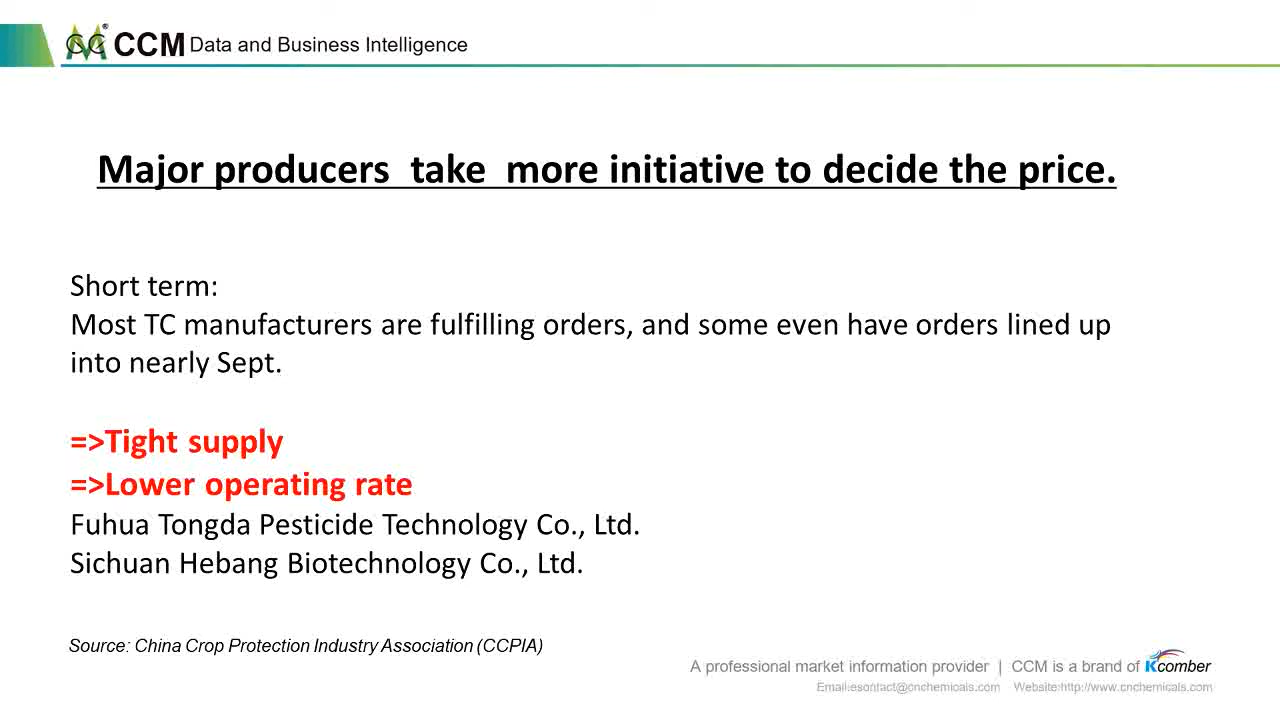 CCM Data and Business Intelligence
Major producers take more initiative to decide the price.
Short term:
Most TC manufacturers are fulfilling orders, and some even have orders lined up
into nearly Sept.
=>Tight supply
=>Lower operating rate
Fuhua Tongda Pesticide Technology Co., Ltd.
Sichuan Hebang Biotechnology Co., Ltd.
Source: China Crop Protection Industry Association (CCPIA)
A professional market information provider | CCM is a brand of Kcomber
Email:esontact@cnchemicals.com Website:http://www.cnchemicals.com